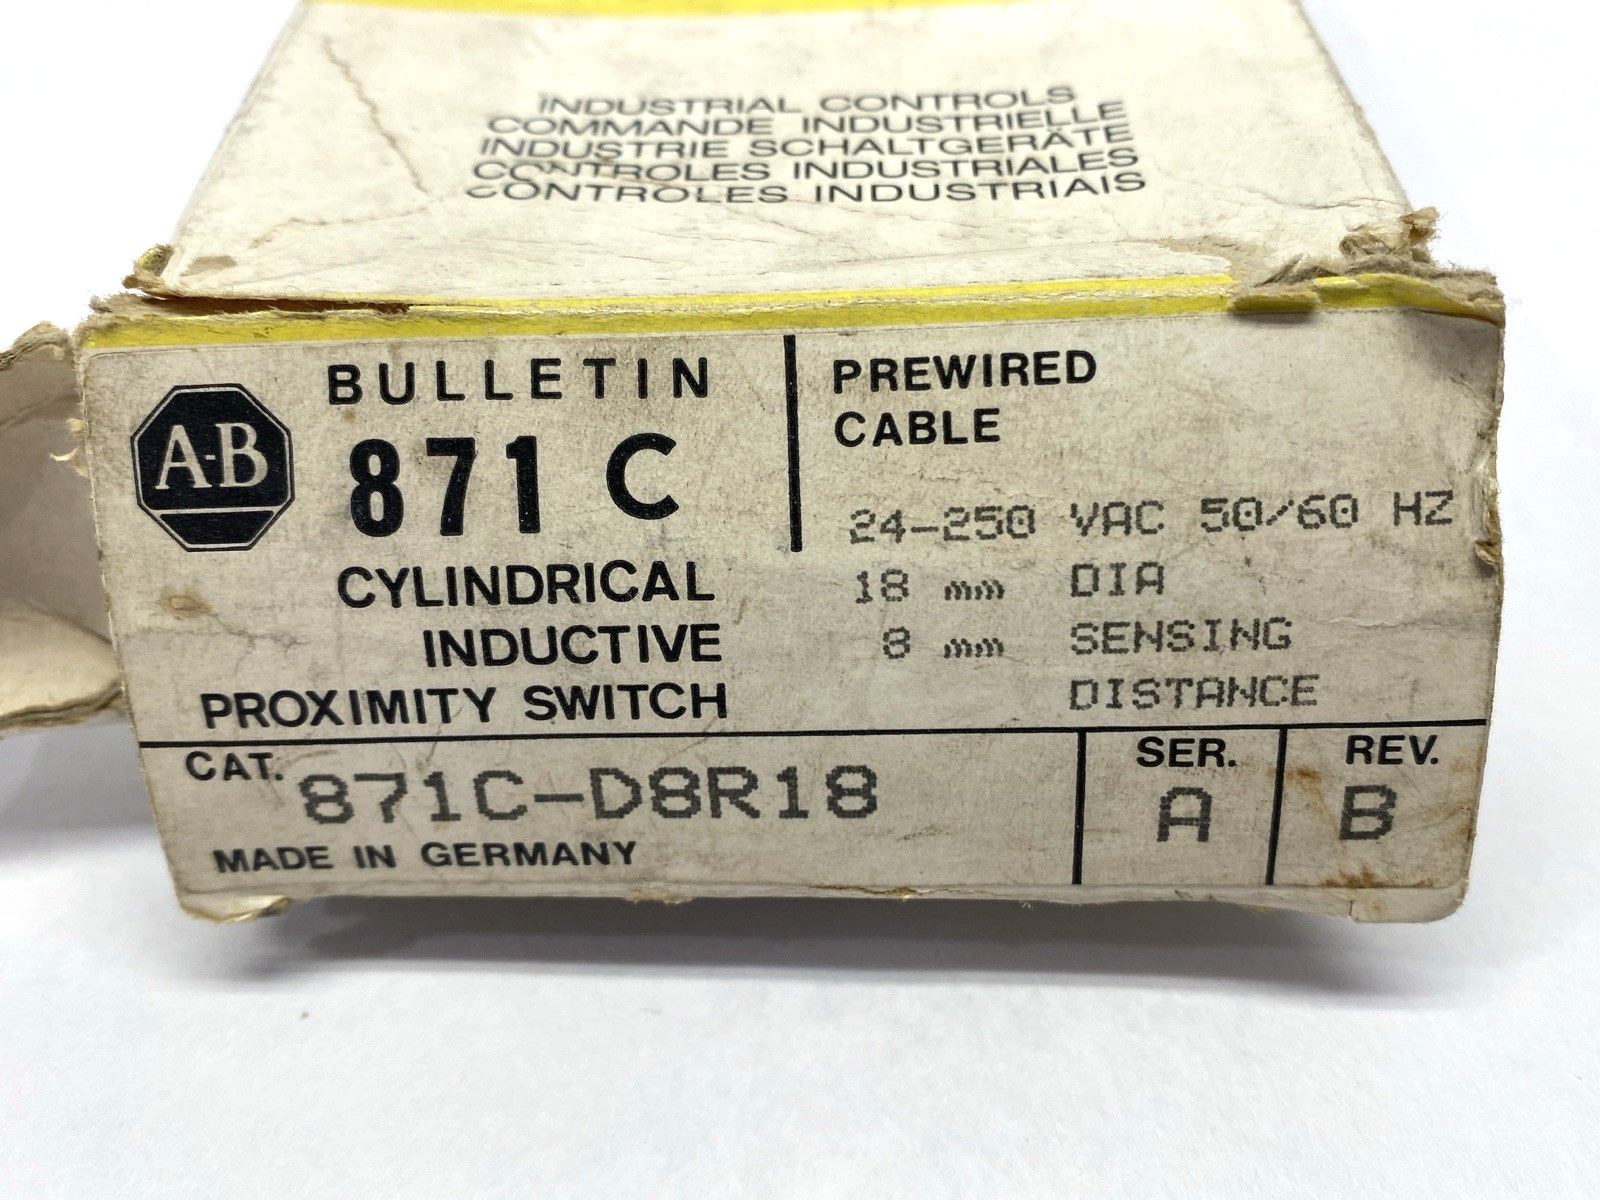 INDUSTRIAL CONTROLS
COMMANDE INDUSTRIELLE
INDUSTRIE SCHALTGERÄTE
CONTROLES INDUSTRIALES
CONTRÔLES INDUSTRIAIS
A-B
BULLETIN
871 C
CYLINDRICAL
INDUCTIVE
PROXIMITY SWITCH
PREWIRED
CABLE
24-250 VAC 50/60 HZ
18 mm DIA
8 mm SENSING
DISTANCE
CAT. 871C-D8R18
MADE IN GERMANY
SER.
A
REV.
B